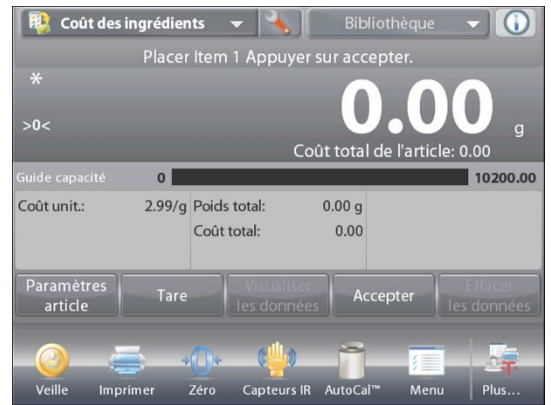 Coût des ingrédients Bibliothèque
Placer Item 1 Appuyer sur accepter.
*
>0<
0.00 g
Coût total de l'article: 0.00
Guide capacité 0 10200.00
Coût unit.: 2.99/g Poids total: 0.00 g
Coût total: 0.00
Paramètres article
Tare
Visualiser les données
Accepter
Effacer les données
Veille Imprimer Zéro Capteurs IR AutoCal™ Menu Plus...